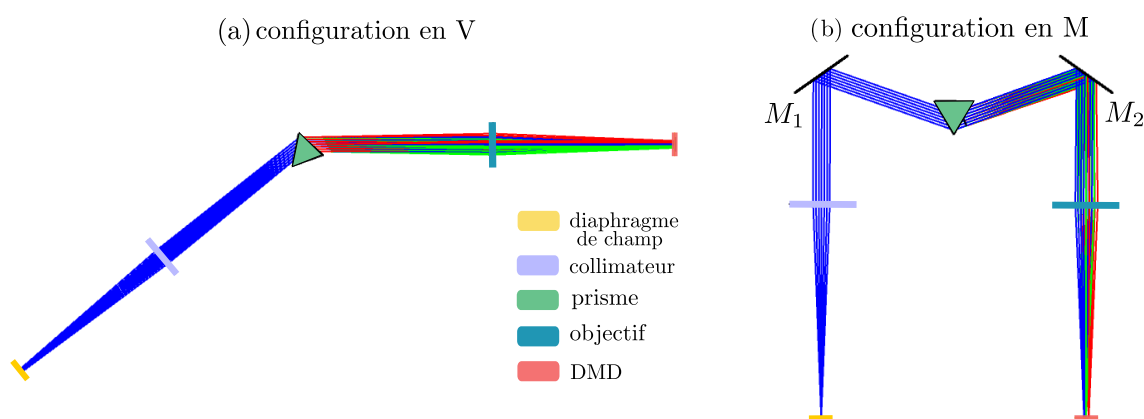 (a) configuration en V
(b) configuration en M
M₁
M₂
diaphragme
de champ
collimateur
prisme
objectif
DMD